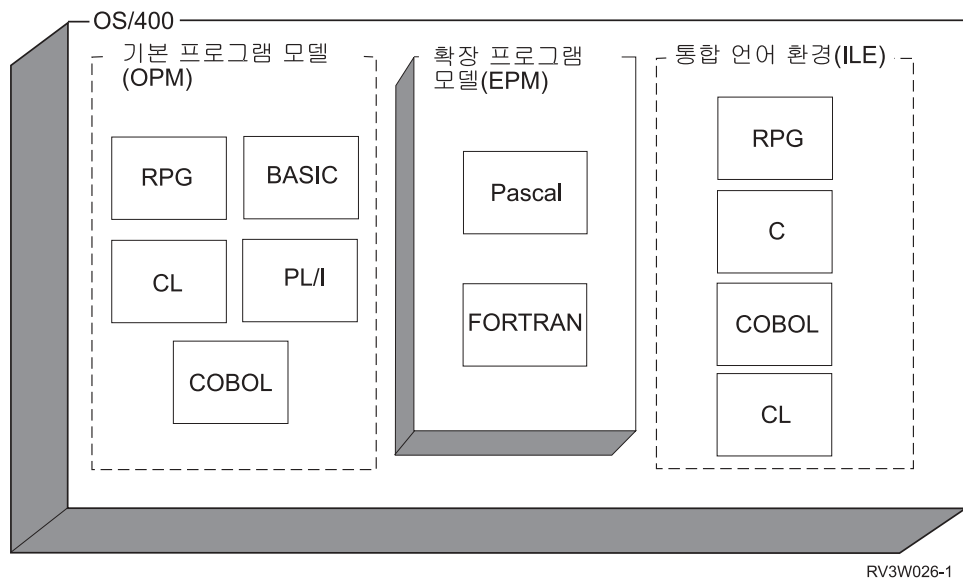 OS/400
기본 프로그램 모델
(OPM)
RPG
BASIC
CL
PL/I
COBOL
확장 프로그램
모델(EPM)
Pascal
FORTRAN
통합 언어 환경(ILE)
RPG
C
COBOL
CL
RV3W026-1